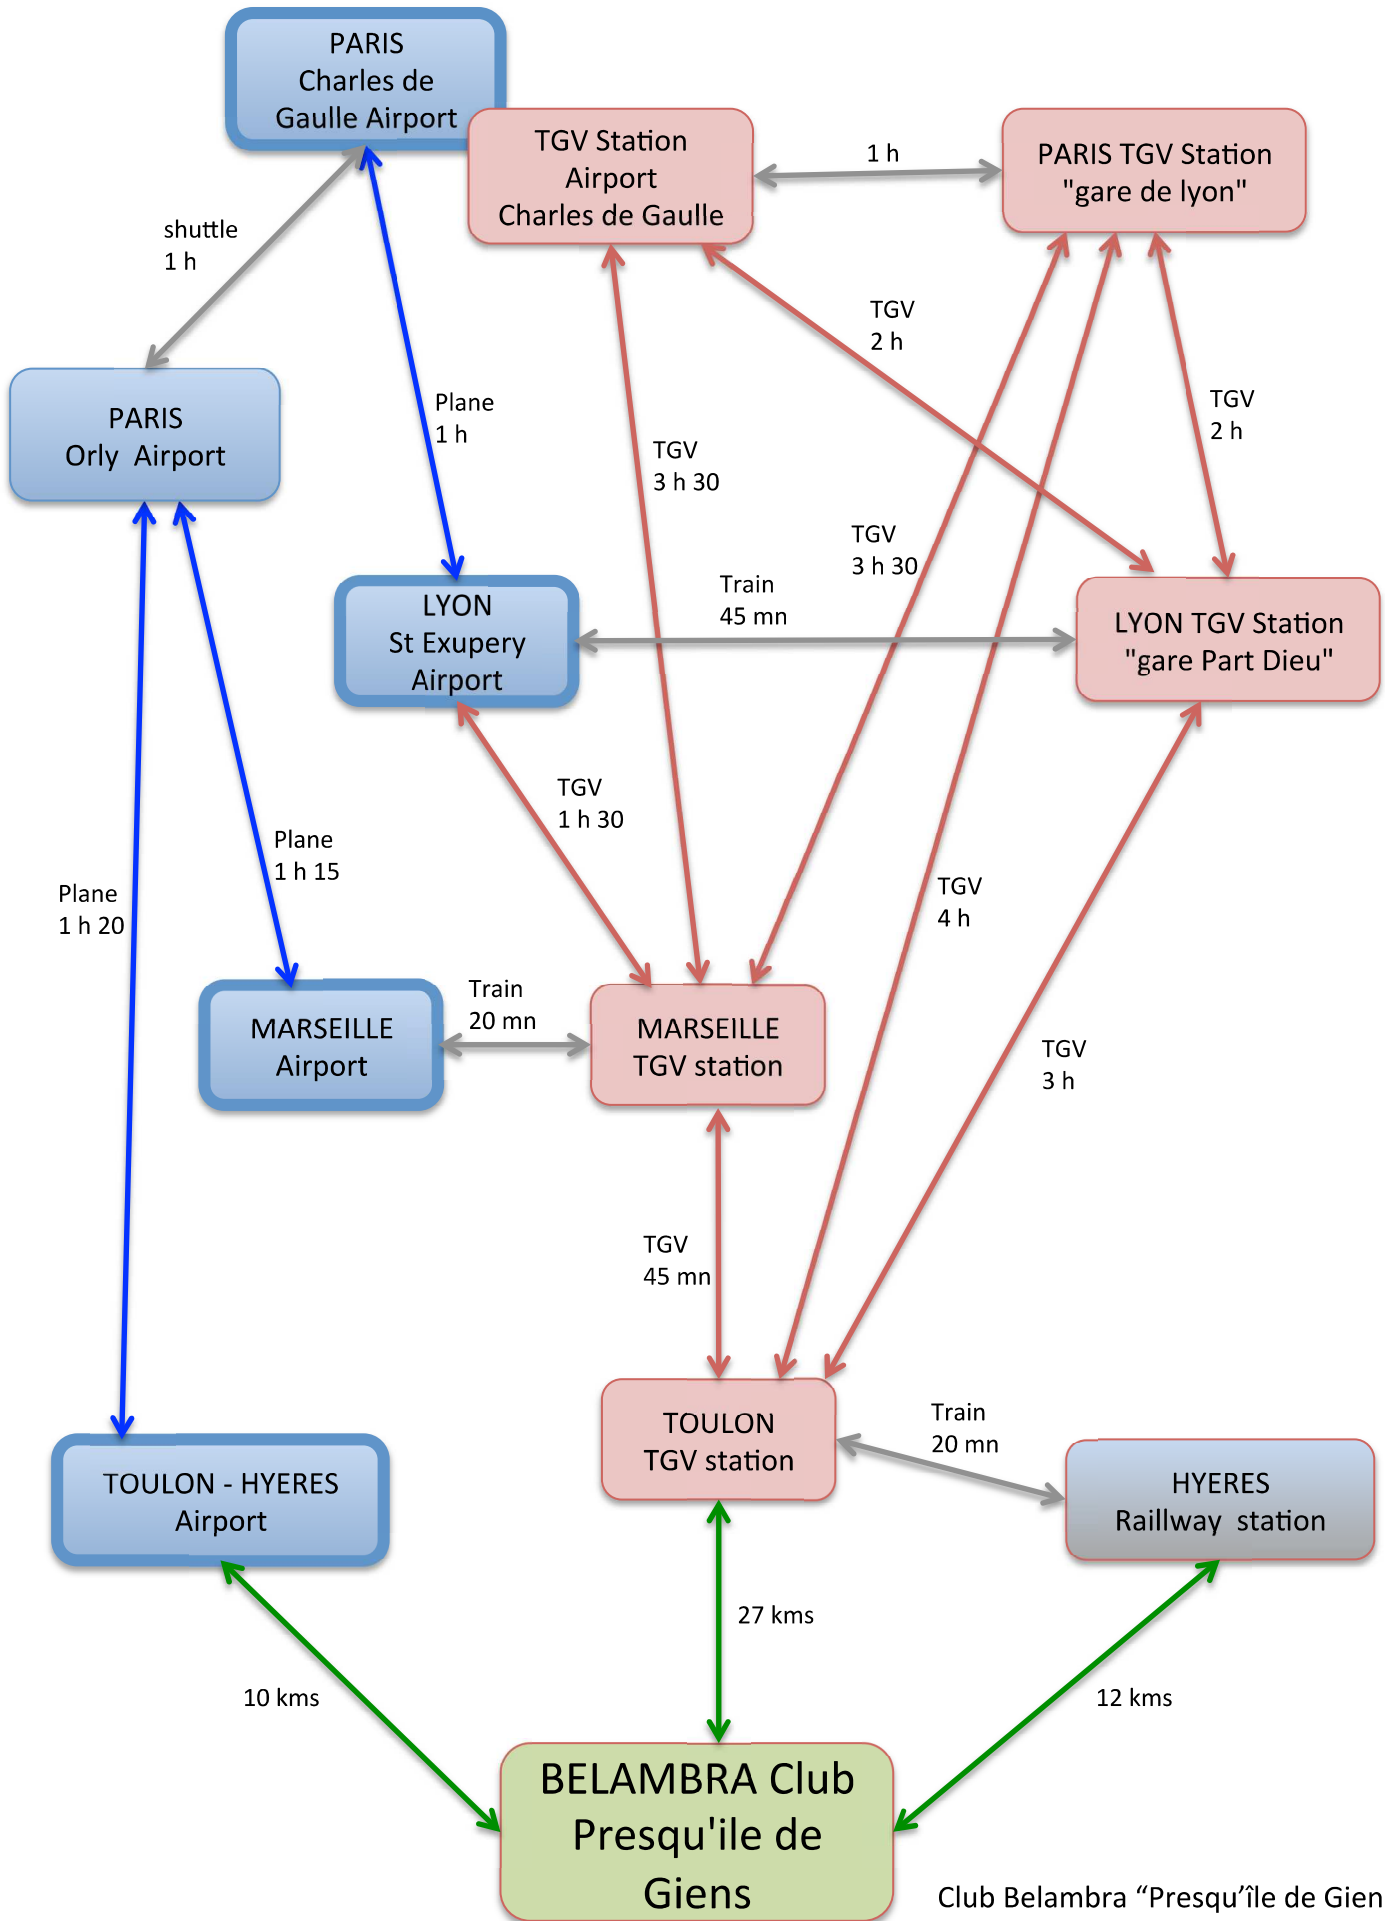 PARIS
Charles de
Gaulle Airport
TGV Station
Airport
Charles de Gaulle
1 h
PARIS TGV Station
"gare de lyon"
shuttle
1 h
TGV
2 h
PARIS
Orly  Airport
Plane
1 h
TGV
2 h
TGV
3 h 30
TGV
3 h 30
LYON
St Exupery
Airport
Train
45 mn
LYON TGV Station
"gare Part Dieu"
TGV
1 h 30
Plane
1 h 15
Plane
1 h 20
TGV
4 h
MARSEILLE
Airport
Train
20 mn
MARSEILLE
TGV station
TGV
3 h
TGV
45 mn
TOULON - HYERES
Airport
TOULON
TGV station
Train
20 mn
HYERES
Raillway  station
27 kms
10 kms
12 kms
BELAMBRA Club
Presqu'ile de
Giens
Club Belambra “Presqu’île de Gien